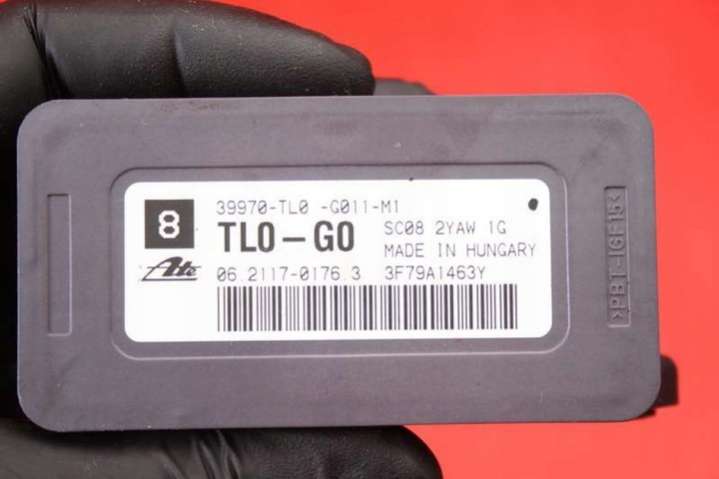 8
39970-TL0 -G011-M1
TL0-G0
SC08 2YAW 1G
MADE IN HUNGARY
Ate
06.2117-0176.3 3F79A1463Y
>PBT-IGF15<